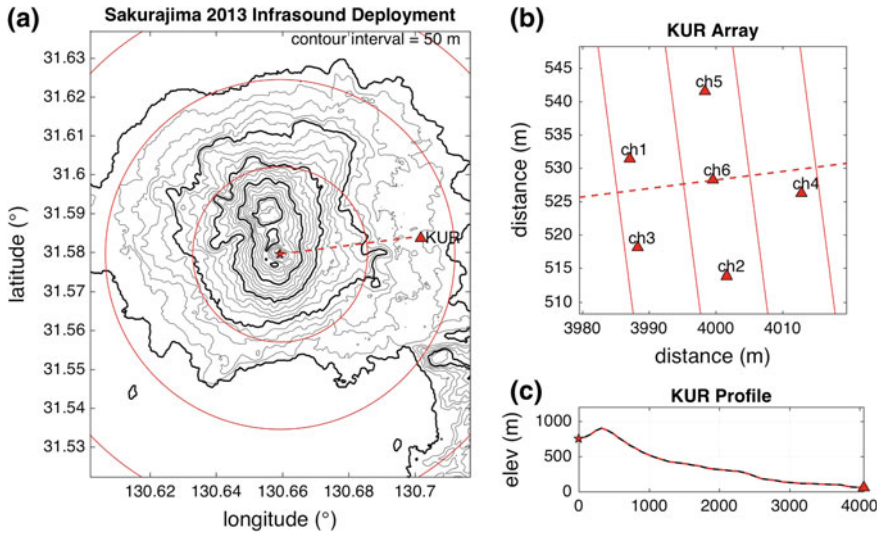 (a)
Sakurajima 2013 Infrasound Deployment
contour interval = 50 m
31.63
31.62
31.61
31.6
31.59
31.58
31.57
31.56
31.55
31.54
31.53
latitude (°)
KUR
130.62 130.64 130.66 130.68 130.7
longitude (°)
(b)
KUR Array
545
540
535
530
525
520
515
510
distance (m)
ch5
ch1
ch6
ch4
ch3
ch2
3980 3990 4000 4010
distance (m)
(c)
KUR Profile
1000
500
0
elev (m)
0 1000 2000 3000 4000